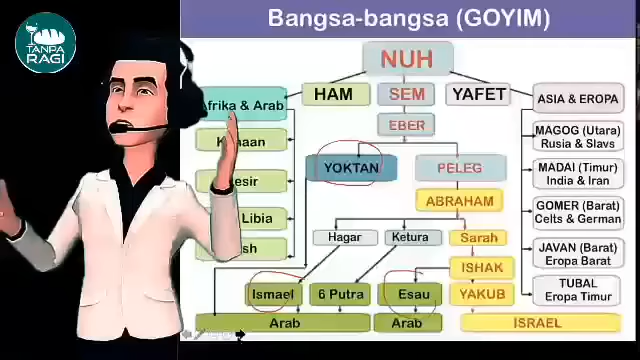 TANPA
RAGI
Bangsa-bangsa (GOYIM)
NUH
HAM
SEM
YAFET
Afrika & Arab
ASIA & EROPA
EBER
MAGOG (Utara)
Rusia & Slavs
YOKTAN
PELEG
MADAI (Timur)
India & Iran
ABRAHAM
GOMER (Barat)
Celts & German
Libia
Hagar
Ketura
Sarah
JAVAN (Barat)
Eropa Barat
ISHAK
Ismael
6 Putra
Esau
YAKUB
TUBAL
Eropa Timur
Arab
Arab
ISRAEL